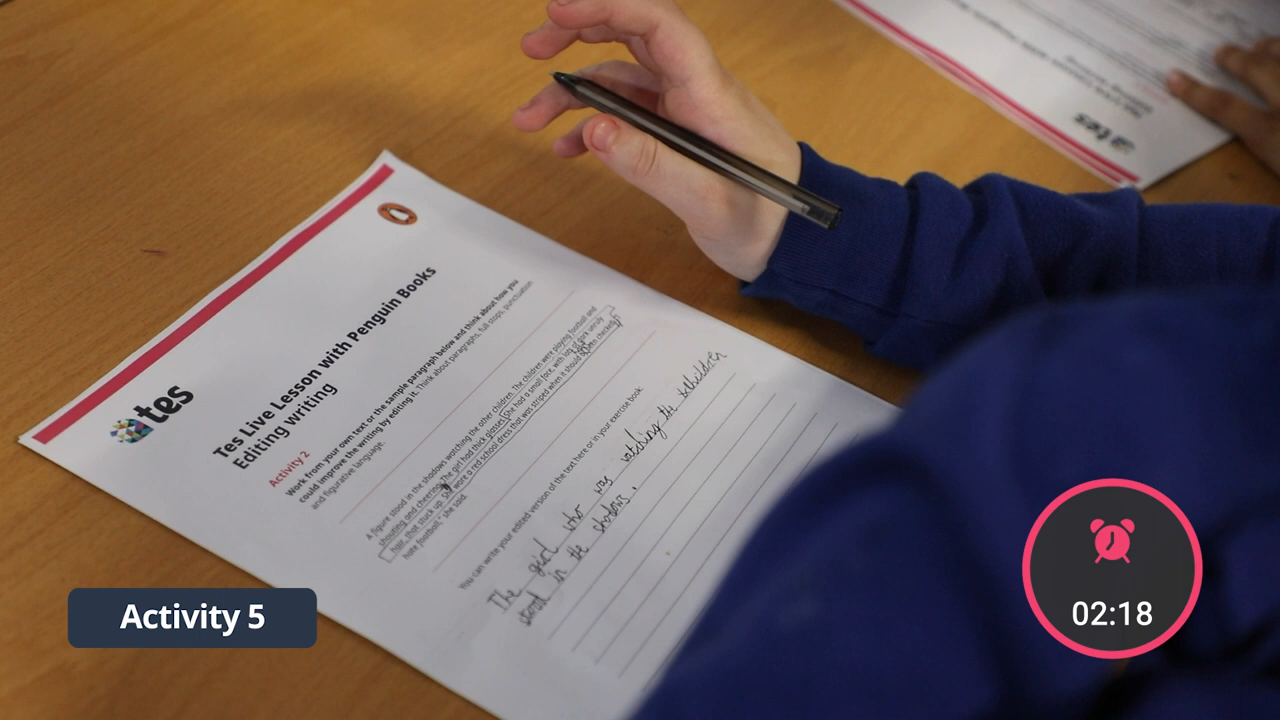 tes
Tes Live Lesson with Penguin Books
Editing writing
Activity 2
Work from your own text or the sample paragraph below and think about how you
could improve the writing by editing it. Think about paragraphs, full stops, punctuation
and figurative language.
A figure stood in the shadows watching the other children. The children were playing football and
shouting and cheering. The girl had thick glasses. She had a small face, with lots of dark unruly
hair, that stuck up. She wore a red school dress that was striped when it should been checked. I
hate football," she said.
You can write your edited version of the text here or in your exercise book:
The girl who was watching the
stood in the shadows.
tes
Activity 5
02:18